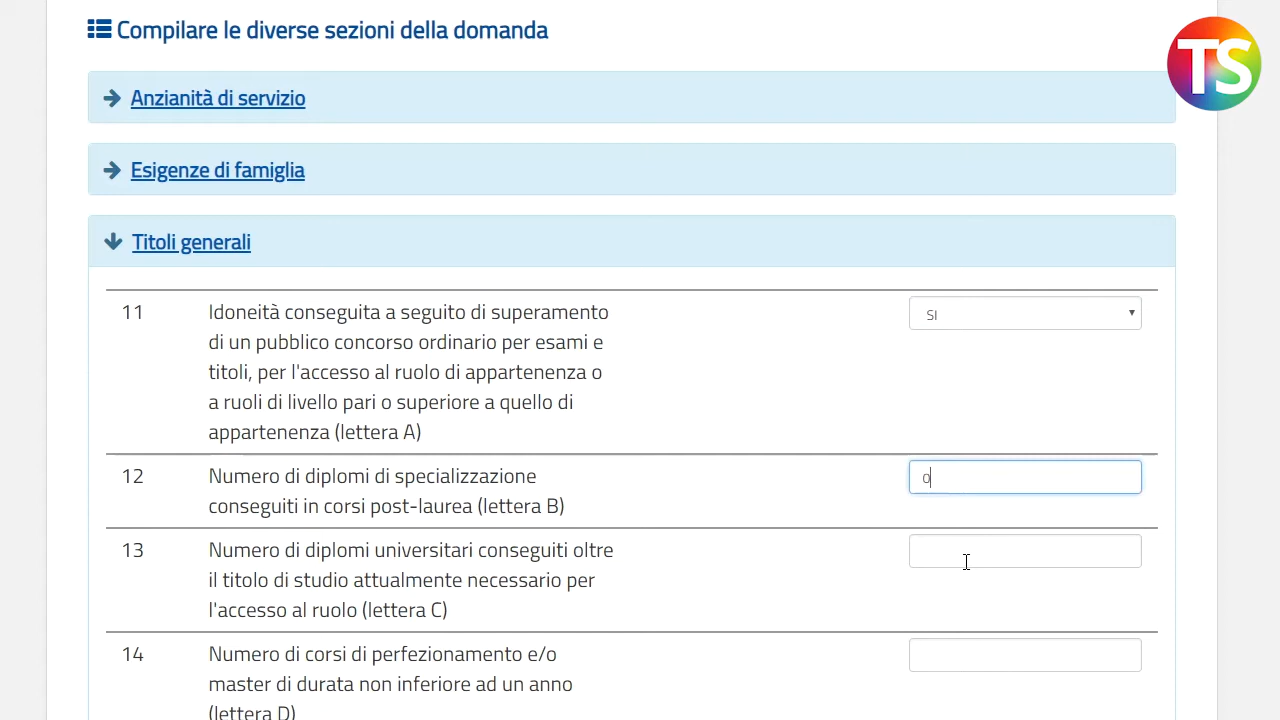 Compilare le diverse sezioni della domanda
TS
Anzianità di servizio
Esigenze di famiglia
Titoli generali
11 Idoneità conseguita a seguito di superamento SI
di un pubblico concorso ordinario per esami e
titoli, per l'accesso al ruolo di appartenenza o
a ruoli di livello pari o superiore a quello di
appartenenza (lettera A)
12 Numero di diplomi di specializzazione 0
conseguiti in corsi post-laurea (lettera B)
13 Numero di diplomi universitari conseguiti oltre
il titolo di studio attualmente necessario per
l'accesso al ruolo (lettera C)
14 Numero di corsi di perfezionamento e/o
master di durata non inferiore ad un anno
(lettera D)